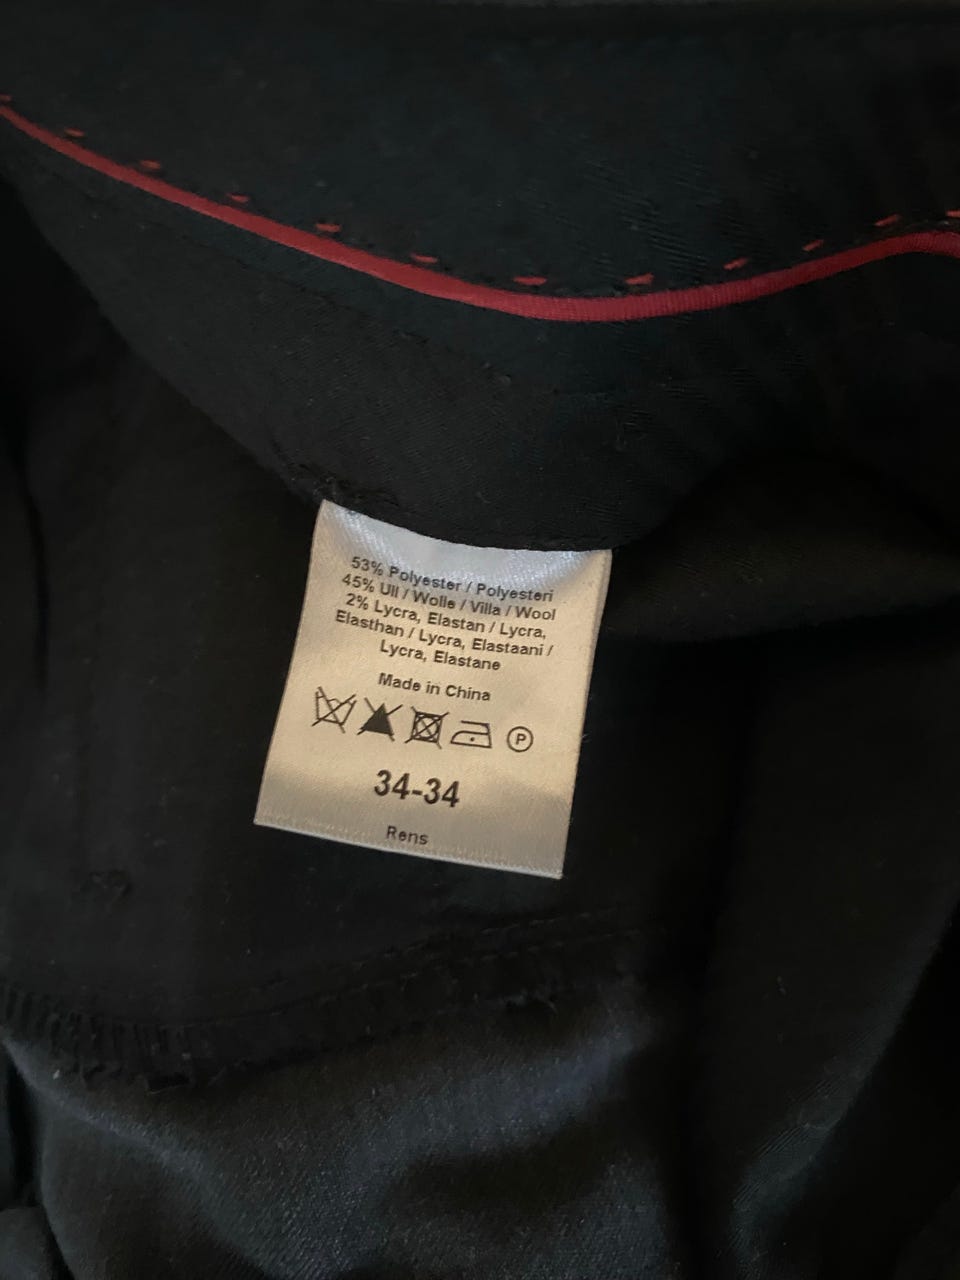 53% Polyester / Polyesteri
45% Ull / Wolle / Villa / Wool
2% Lycra, Elastan / Lycra,
Elasthan / Lycra, Elastaani /
Lycra, Elastane
Made in China
P
34-34
Rens